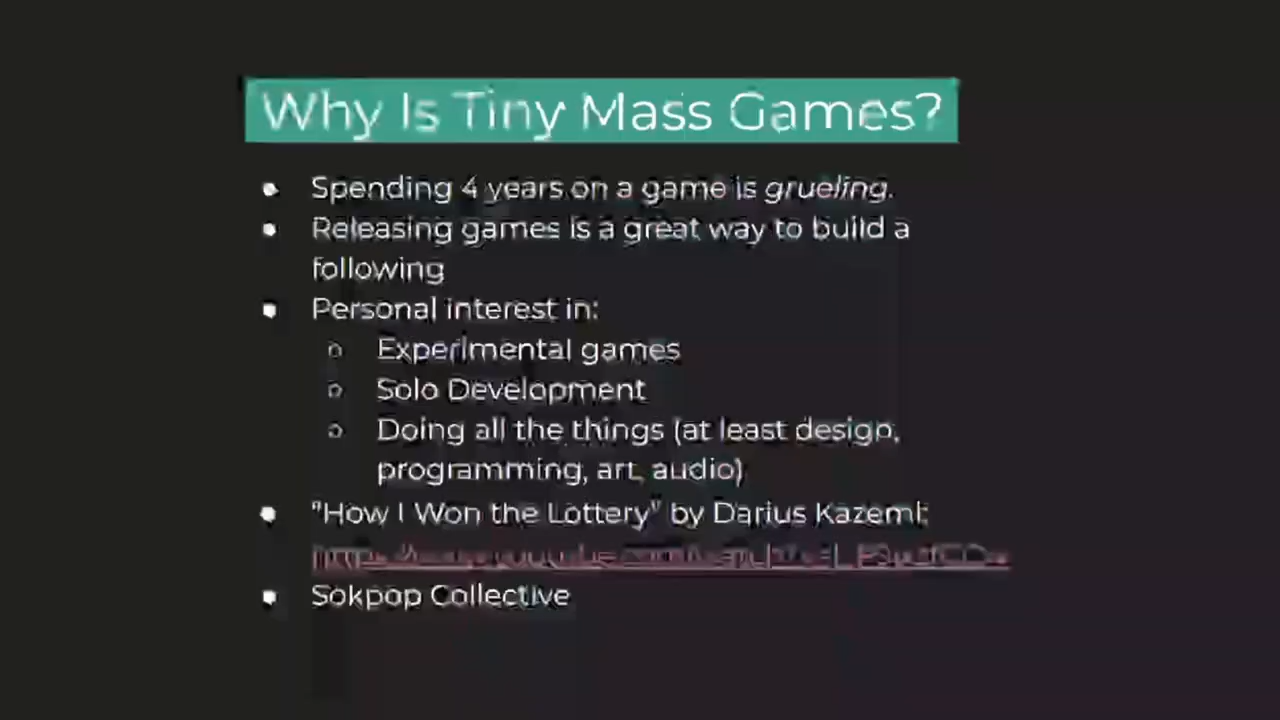 Why Is Tiny Mass Games?
Spending 4 years on a game is grueling.
Releasing games is a great way to build a
following
Personal interest in:
Experimental games
Solo Development
Doing all the things (at least design,
programming, art, audio)
"How I Won the Lottery" by Darius Kazemi:
Sokpop Collective